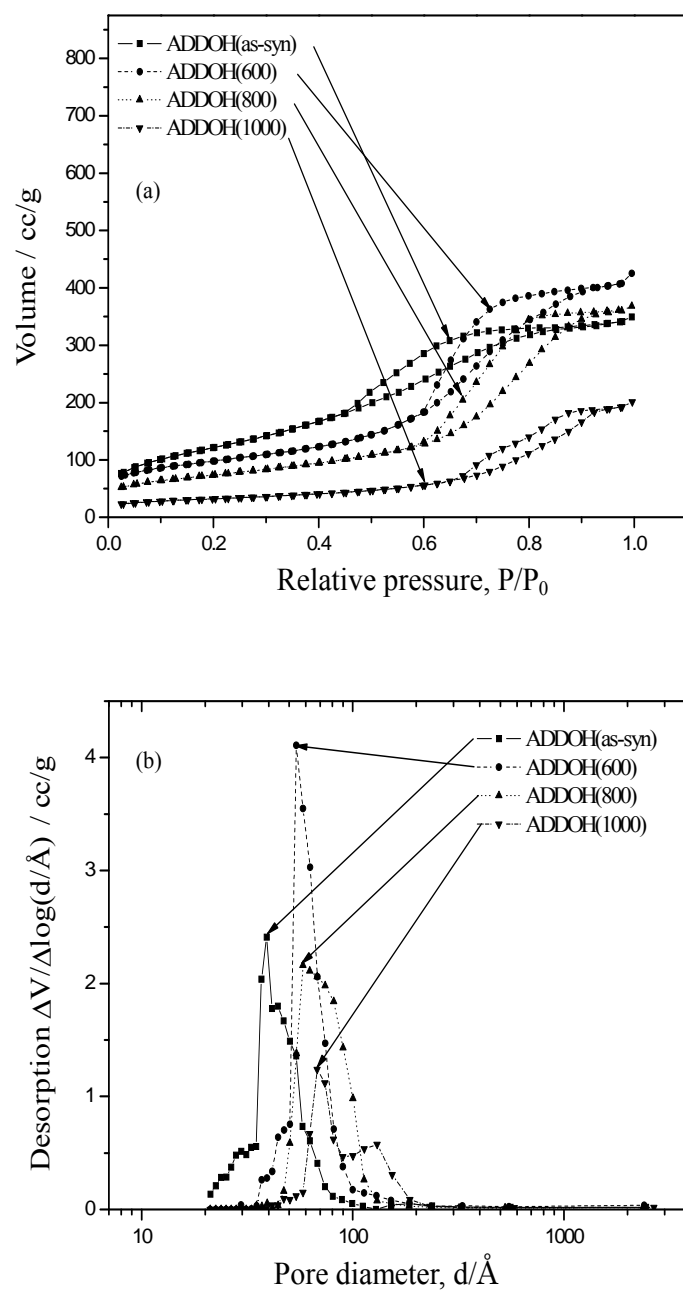 800
700
600
500
400
300
200
100
0
Volume / cc/g
ADDOH(as-syn)
ADDOH(600)
ADDOH(800)
ADDOH(1000)
(a)
0.0 0.2 0.4 0.6 0.8 1.0
Relative pressure, P/P₀
4
3
2
1
0
Desorption ΔV/Δlog(d/Å) / cc/g
(b)
ADDOH(as-syn)
ADDOH(600)
ADDOH(800)
ADDOH(1000)
10 100 1000
Pore diameter, d/Å